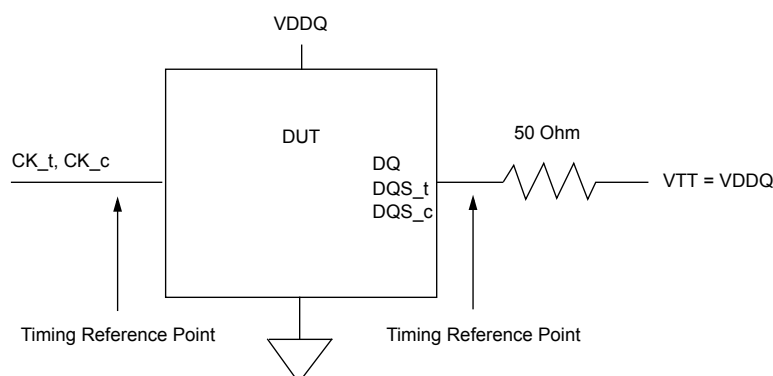 VDDQ
DUT
50 Ohm
CK_t, CK_c
DQ
DQS_t
DQS_c
VTT = VDDQ
Timing Reference Point
Timing Reference Point